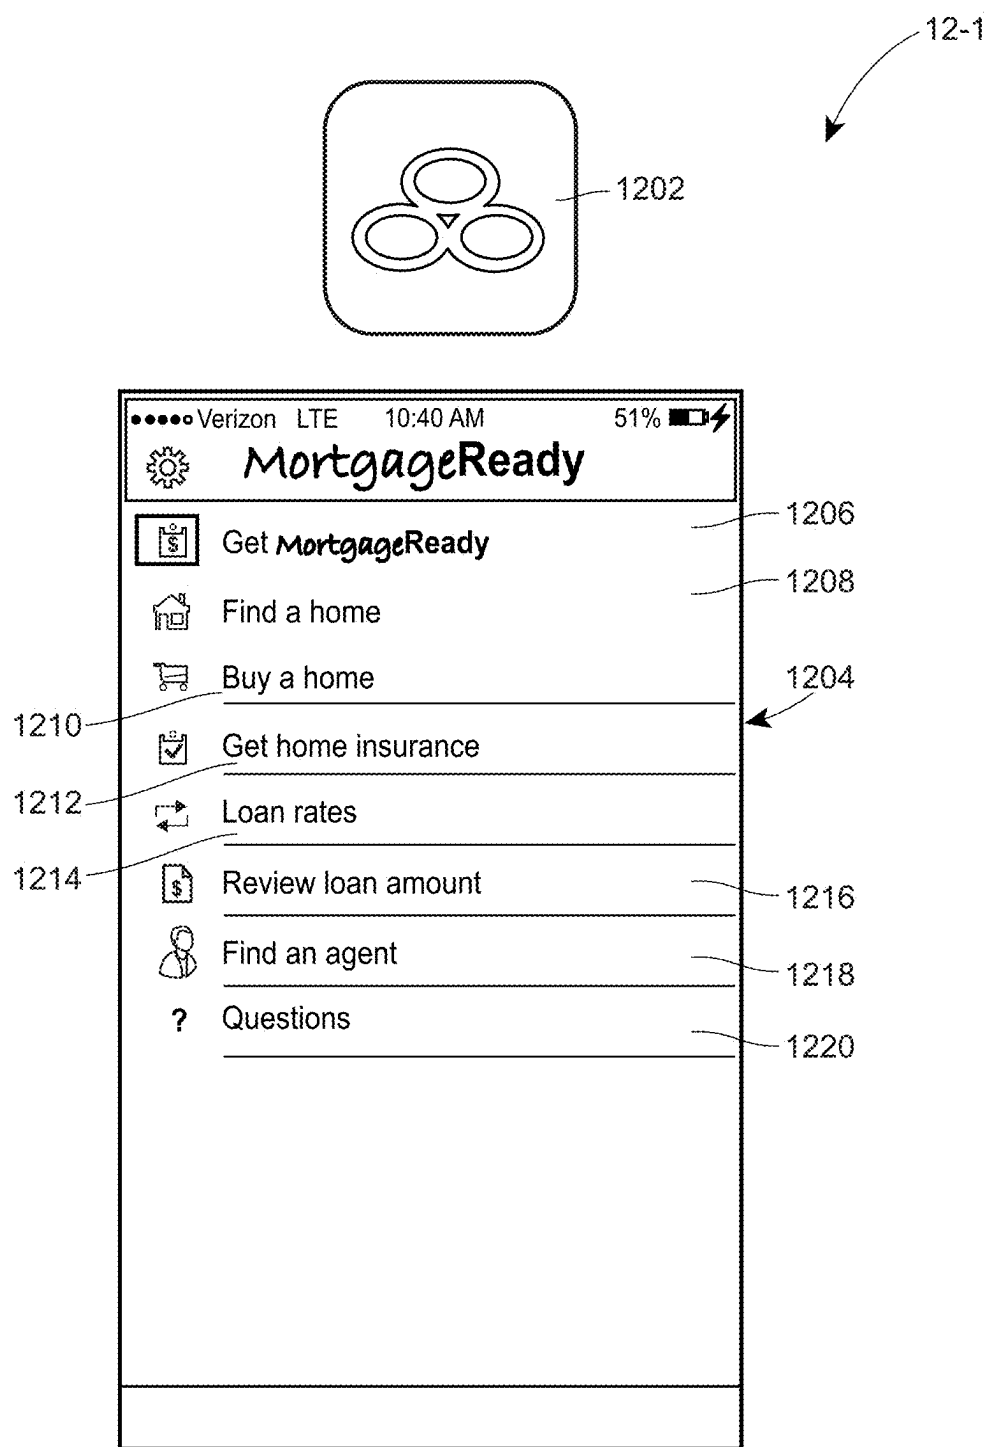 12-1
1202
Verizon LTE 10:40 AM 51%
MortgageReady
Get MortgageReady
1206
Find a home
1208
Buy a home
1204
1210
Get home insurance
1212
Loan rates
1214
Review loan amount
1216
Find an agent
1218
? Questions
1220